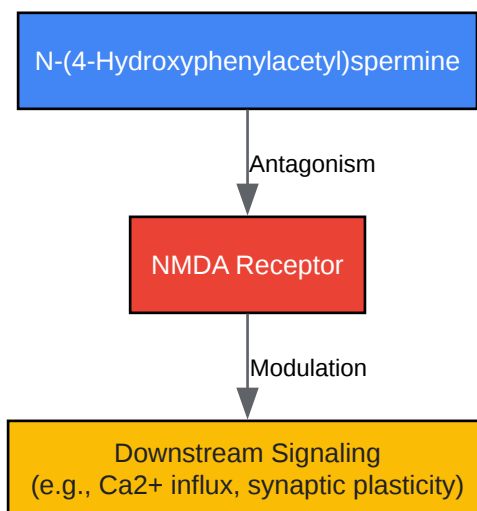 N-(4-Hydroxyphenylacetyl)spermine
Antagonism
NMDA Receptor
Modulation
Downstream Signaling
(e.g., Ca2+ influx, synaptic plasticity)